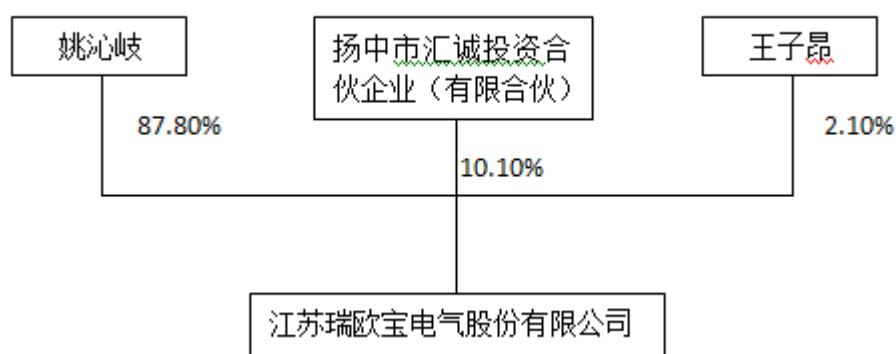 姚沁岐
扬中市汇诚投资合
伙企业（有限合伙）
王子昂
87.80%
10.10%
2.10%
江苏瑞欧宝电气股份有限公司